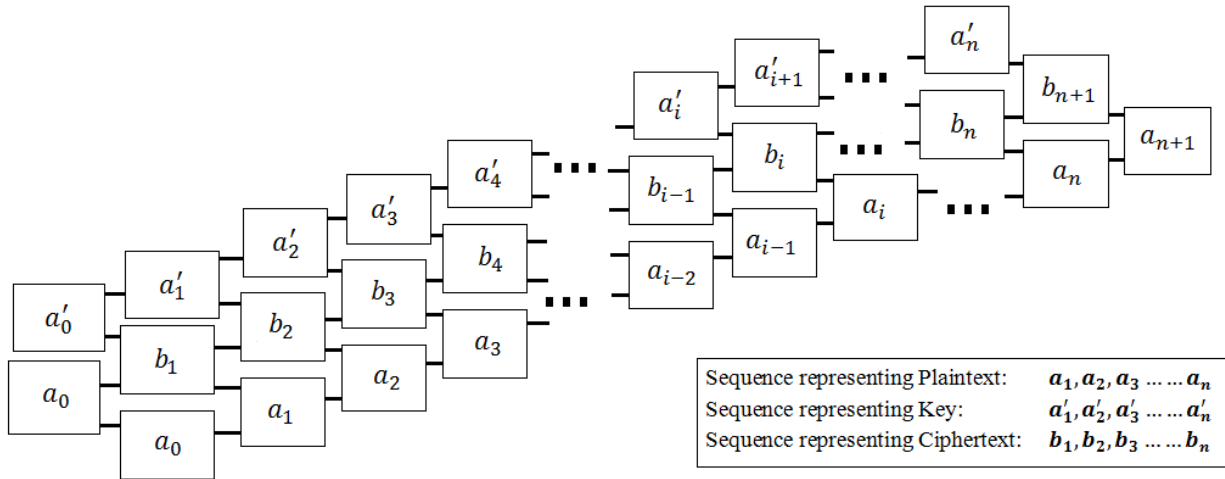 a′ₙ
a′ᵢ₊₁
bₙ₊₁
a′ᵢ
bₙ
aₙ₊₁
a′₄
bᵢ
aₙ
a′₃
bᵢ₋₁
aᵢ
a′₂
b₄
aᵢ₋₁
a′₁
b₃
aᵢ₋₂
a′₀
b₂
a₃
b₁
a₂
a₀
a₁
a₀
Sequence representing Plaintext: a₁, a₂, a₃ ... ... aₙ
Sequence representing Key: a′₁, a′₂, a′₃ ... ... a′ₙ
Sequence representing Ciphertext: b₁, b₂, b₃ ... ... bₙ